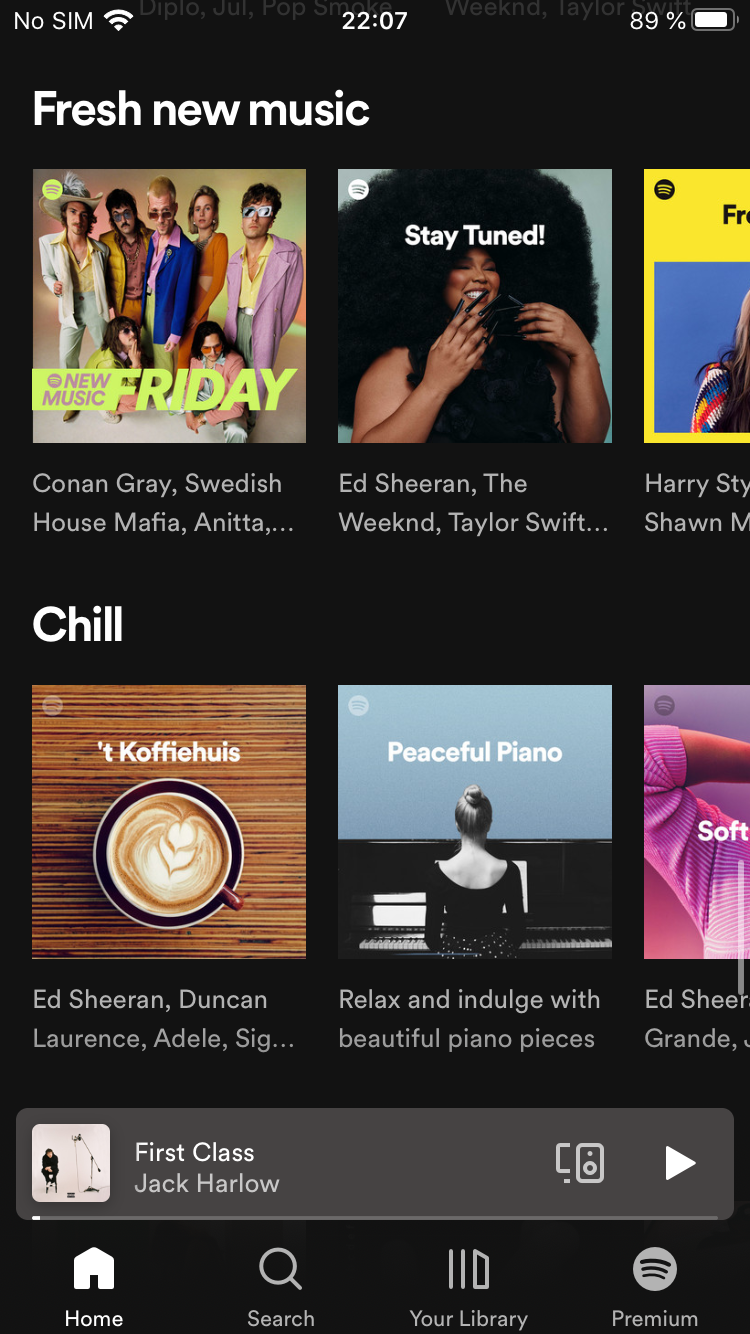 Diplo, Jul, Pop Smoke
Weeknd, Taylor Swift
No SIM
22:07
89 %
Fresh new music
NEW
MUSIC FRIDAY
Stay Tuned!
Fre
Conan Gray, Swedish
House Mafia, Anitta,...
Ed Sheeran, The
Weeknd, Taylor Swift...
Harry Sty
Shawn M
Chill
't Koffiehuis
Peaceful Piano
Soft
Ed Sheeran, Duncan
Laurence, Adele, Sig...
Relax and indulge with
beautiful piano pieces
Ed Sheer
Grande, J
First Class
Jack Harlow
Home
Search
Your Library
Premium